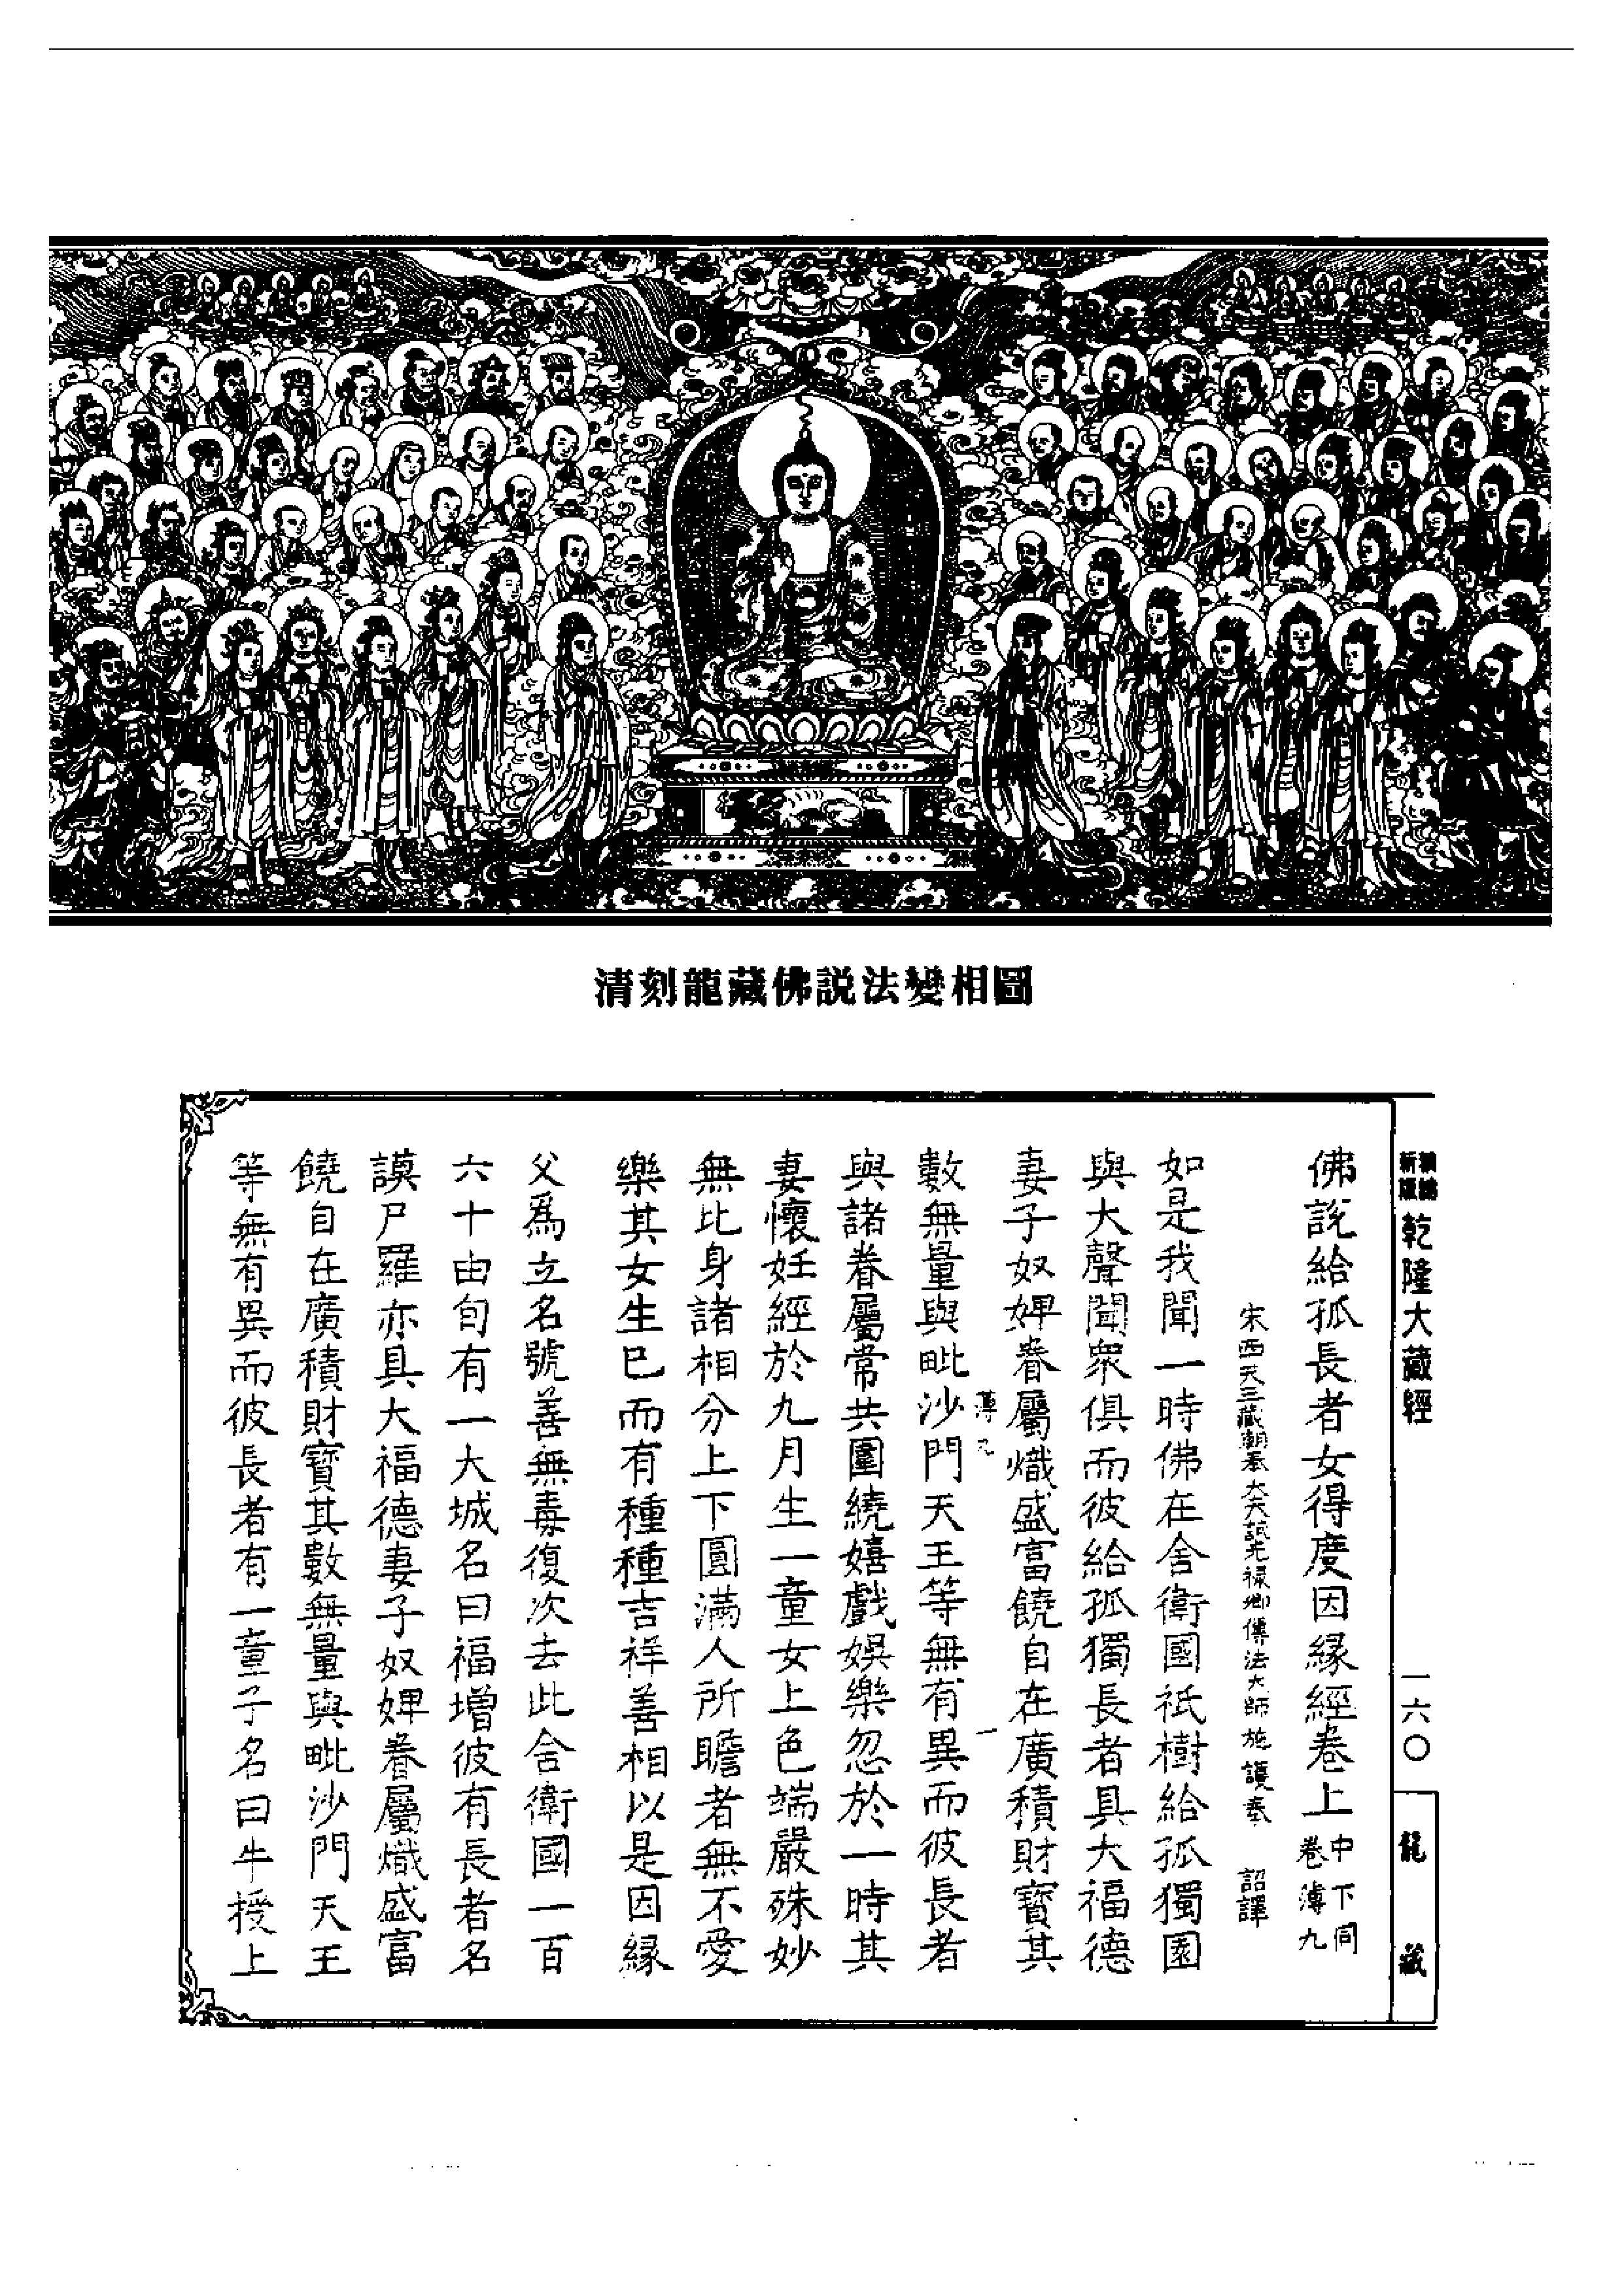 清刻龍藏佛說法變相圖
新編
新版
乾隆大藏經
一六〇
龍藏
佛說給孤長者女得度因緣經卷上 中下同卷薄九
宋西天三藏朝奉大夫試光祿卿傳法大師施護奉 詔譯
如是我聞一時佛在舍衛國祇樹給孤獨園
與大聲聞眾俱而彼給孤獨長者具大福德
妻子奴婢眷屬熾盛富饒自在廣積財寶其
薄九 一
數無量與毗沙門天王等無有異而彼長者
與諸眷屬常共圍繞嬉戲娛樂忽於一時其
妻懷妊經於九月生一童女上色端嚴殊妙
無比身諸相分上下圓滿人所瞻者無不愛
樂其女生已而有種種吉祥善相以是因緣
父爲立名號善無毒復次去此舍衛國一百
六十由旬有一大城名曰福增彼有長者名
謨尸羅亦具大福德妻子奴婢眷屬熾盛富
饒自在廣積財寶其數無量與毗沙門天王
等無有異而彼長者有一童子名曰牛授上